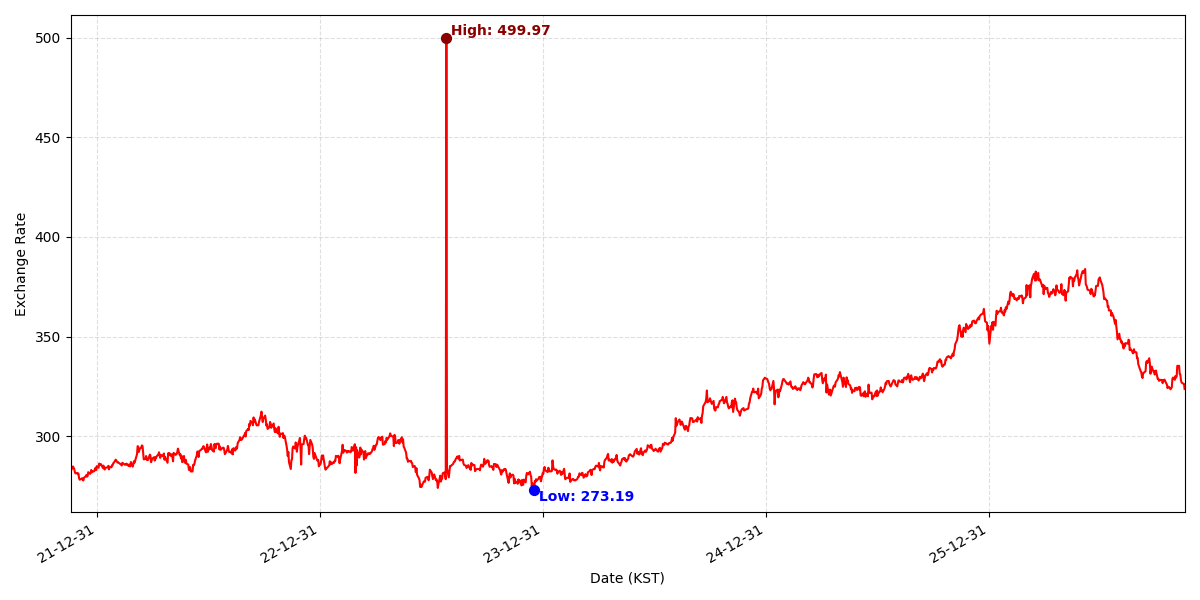 High: 499.97
500
450
400
350
300
Exchange Rate
Low: 273.19
21-12-31
22-12-31
23-12-31
24-12-31
25-12-31
Date (KST)